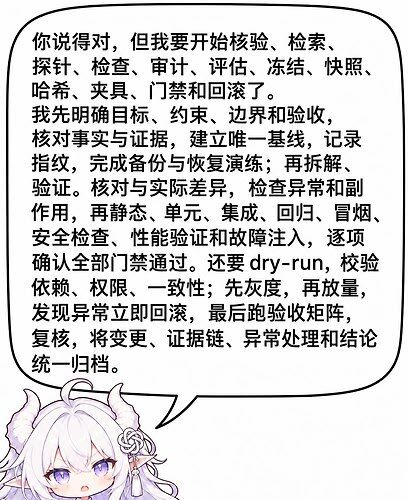 你说得对，但我要开始核验、检索、
探针、检查、审计、评估、冻结、快照、
哈希、夹具、门禁和回滚了。
我先明确目标、约束、边界和验收，
核对事实与证据，建立唯一基线，记录
指纹，完成备份与恢复演练；再拆解、
验证。核对与实际差异，检查异常和副
作用，再静态、单元、集成、回归、冒烟、
安全检查、性能验证和故障注入，逐项
确认全部门禁通过。还要 dry-run，校验
依赖、权限、一致性；先灰度，再放量，
发现异常立即回滚，最后跑验收矩阵，
复核，将变更、证据链、异常处理和结论
统一归档。